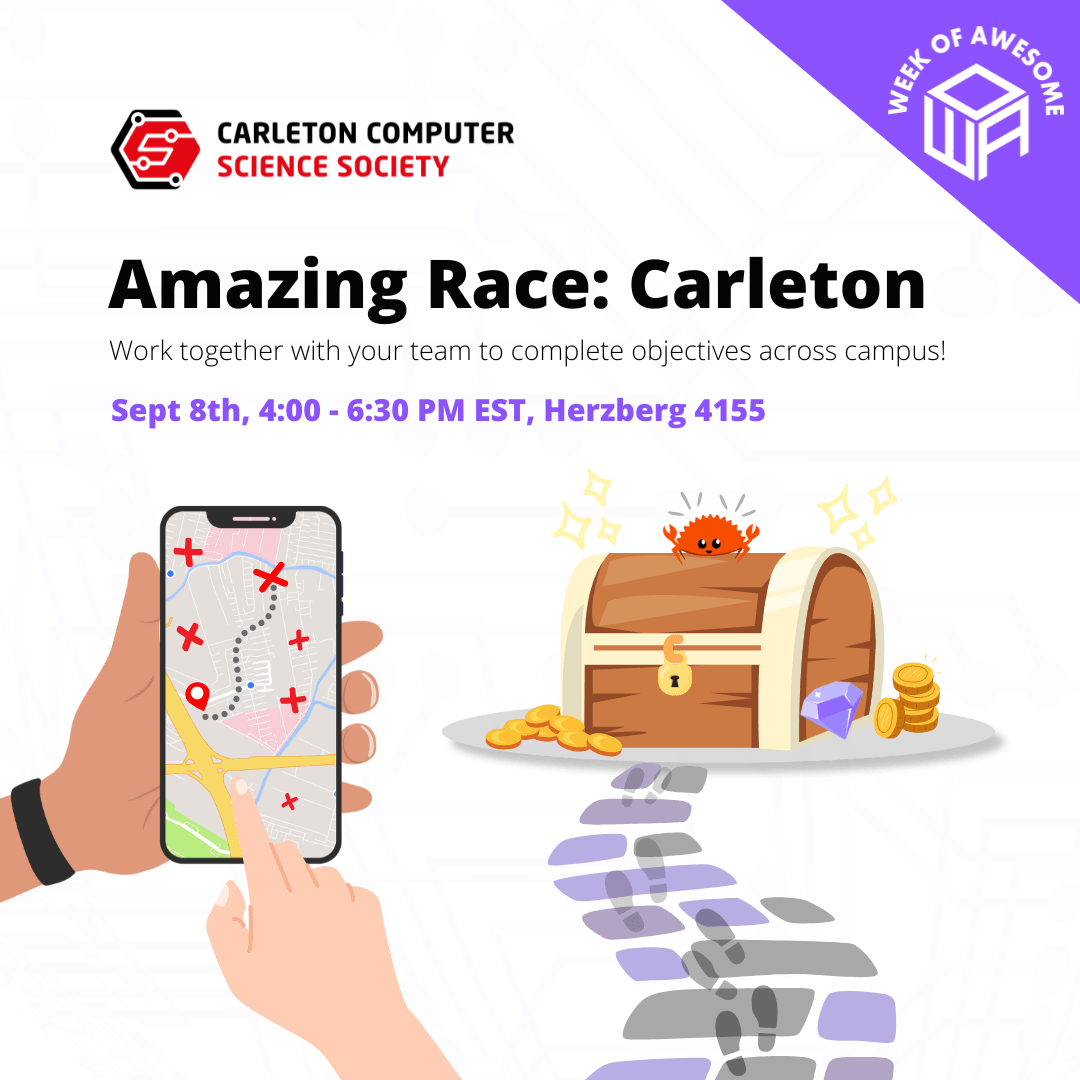 WEEK OF AWESOME
WOA
CARLETON COMPUTER
SCIENCE SOCIETY
Amazing Race: Carleton
Work together with your team to complete objectives across campus!
Sept 8th, 4:00 - 6:30 PM EST, Herzberg 4155